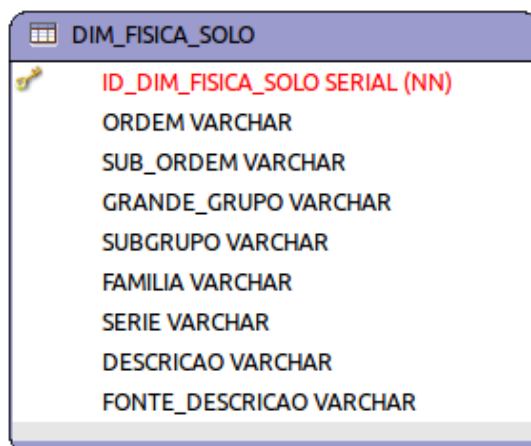 DIM_FISICA_SOLO
ID_DIM_FISICA_SOLO SERIAL (NN)
ORDEM VARCHAR
SUB_ORDEM VARCHAR
GRANDE_GRUPO VARCHAR
SUBGRUPO VARCHAR
FAMILIA VARCHAR
SERIE VARCHAR
DESCRICAO VARCHAR
FONTE_DESCRICAO VARCHAR